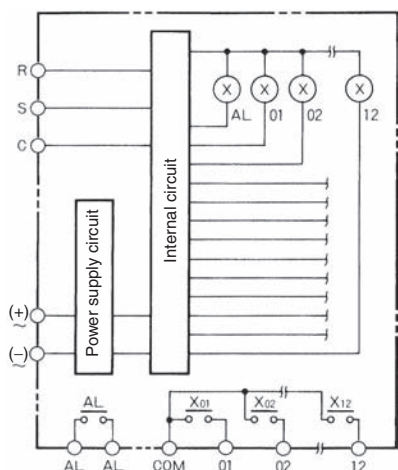 R
S
C
X X X X
AL 01 02 12
Internal circuit
Power supply circuit
(+)
~
(−)
~
AL X01 X02 X12
AL AL COM 01 02 12